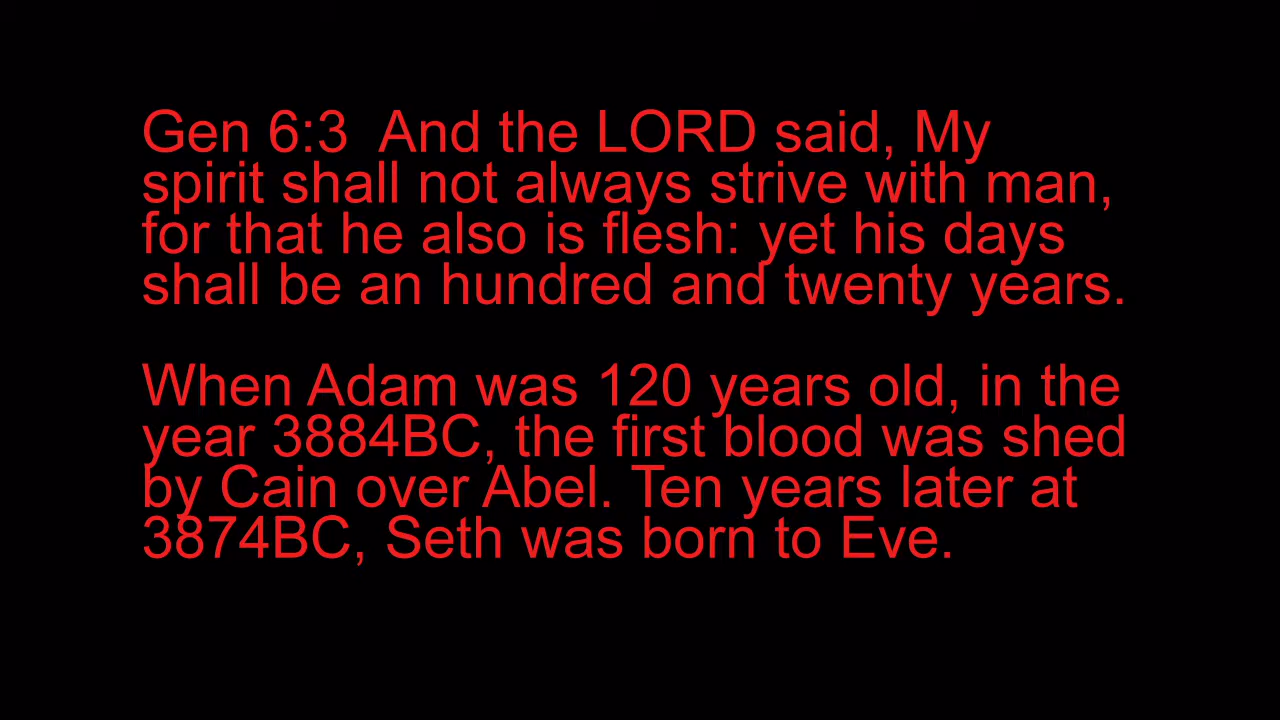 Gen 6:3  And the LORD said, My
spirit shall not always strive with man,
for that he also is flesh: yet his days
shall be an hundred and twenty years.
When Adam was 120 years old, in the
year 3884BC, the first blood was shed
by Cain over Abel. Ten years later at
3874BC, Seth was born to Eve.